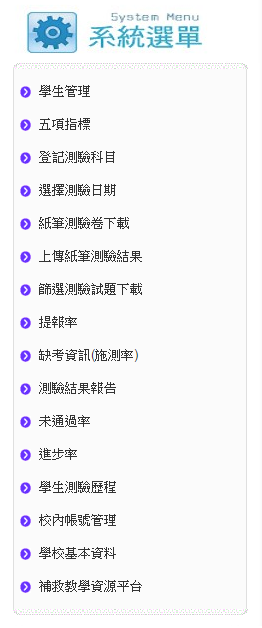 System Menu
系統選單
學生管理
五項指標
登記測驗科目
選擇測驗日期
紙筆測驗卷下載
上傳紙筆測驗結果
篩選測驗試題下載
提報率
缺考資訊(施測率)
測驗結果報告
未通過率
進步率
學生測驗歷程
校內帳號管理
學校基本資料
補救教學資源平台